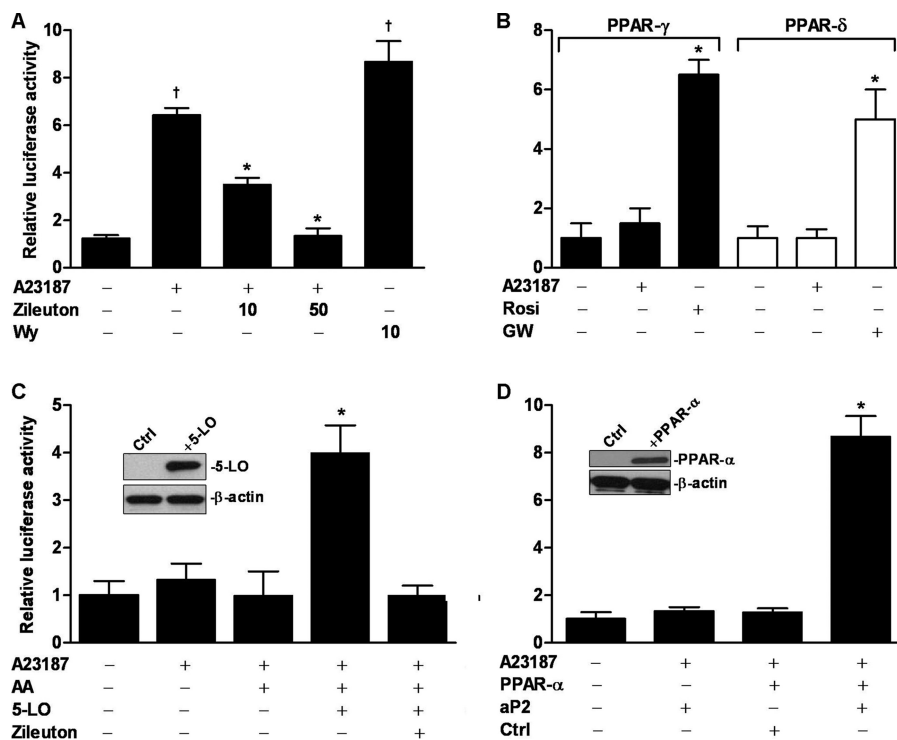 A
Relative luciferase activity
10
8
6
4
2
0
†
*
*
†
A23187 – + + + –
Zileuton – – 10 50 –
Wy – – – – 10
B
PPAR-γ PPAR-δ
8
6
4
2
0
*
*
A23187 – + – – + –
Rosi – – + – – –
GW – – – – – +
C
Relative luciferase activity
5
4
3
2
1
0
Ctrl +5-LO
-5-LO
-β-actin
*
A23187 – + + + +
AA – – + + +
5-LO – – – + +
Zileuton – – – – +
D
10
8
6
4
2
0
Ctrl +PPAR-α
-PPAR-α
-β-actin
*
A23187 – + + +
PPAR-α – – + +
aP2 – + – +
Ctrl – – + –